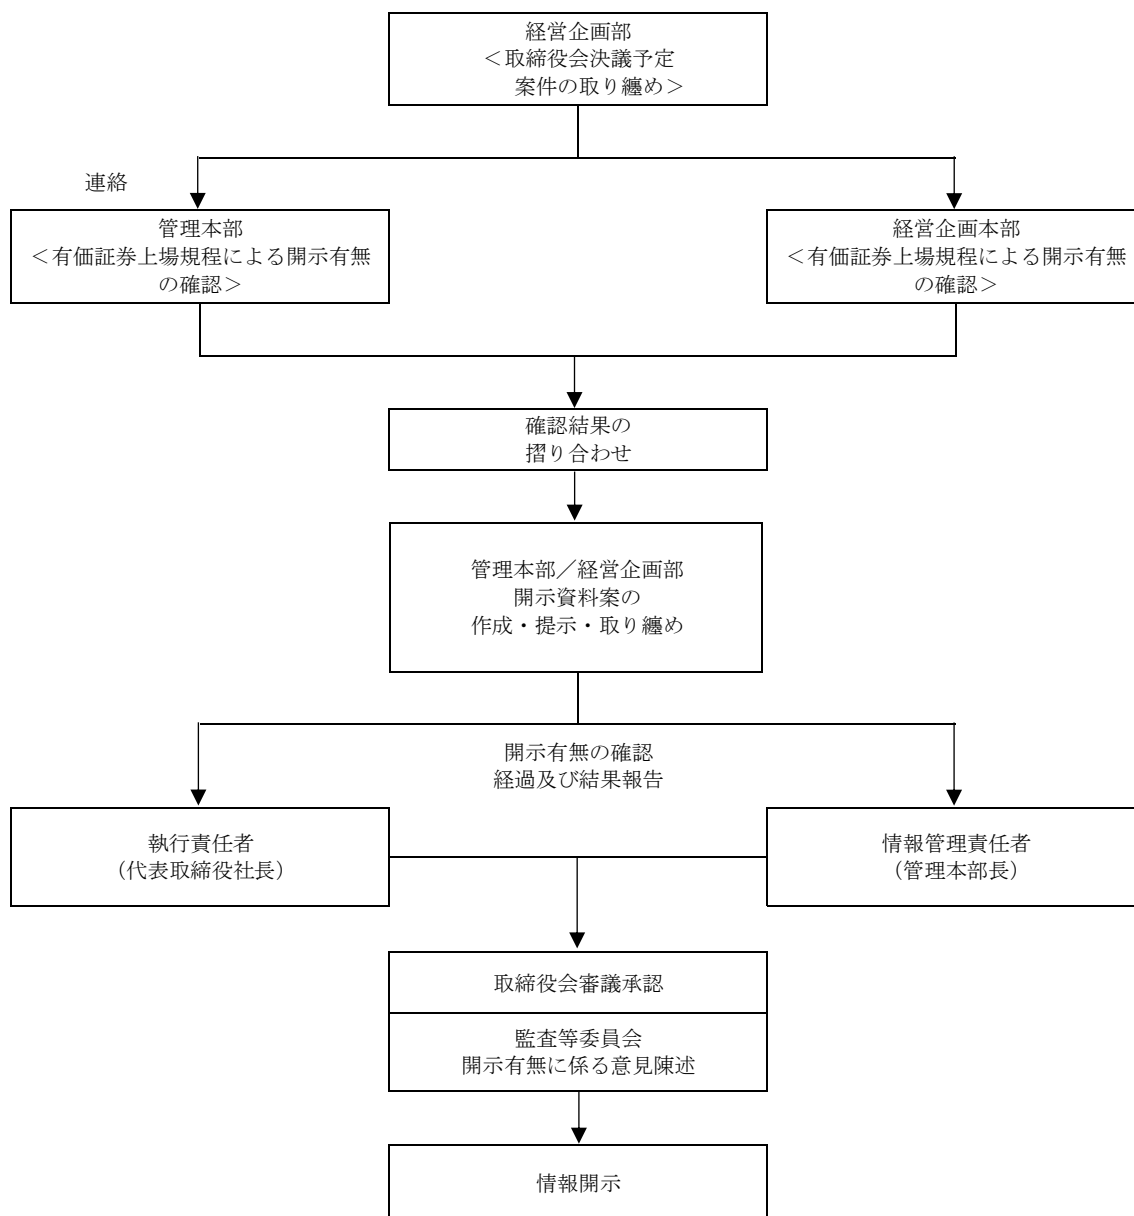 経営企画部
＜取締役会決議予定
案件の取り纏め＞
連絡
管理本部
＜有価証券上場規程による開示有無
の確認＞
経営企画本部
＜有価証券上場規程による開示有無
の確認＞
確認結果の
摺り合わせ
管理本部／経営企画部
開示資料案の
作成・提示・取り纏め
開示有無の確認
経過及び結果報告
執行責任者
（代表取締役社長）
情報管理責任者
（管理本部長）
取締役会審議承認
監査等委員会
開示有無に係る意見陳述
情報開示